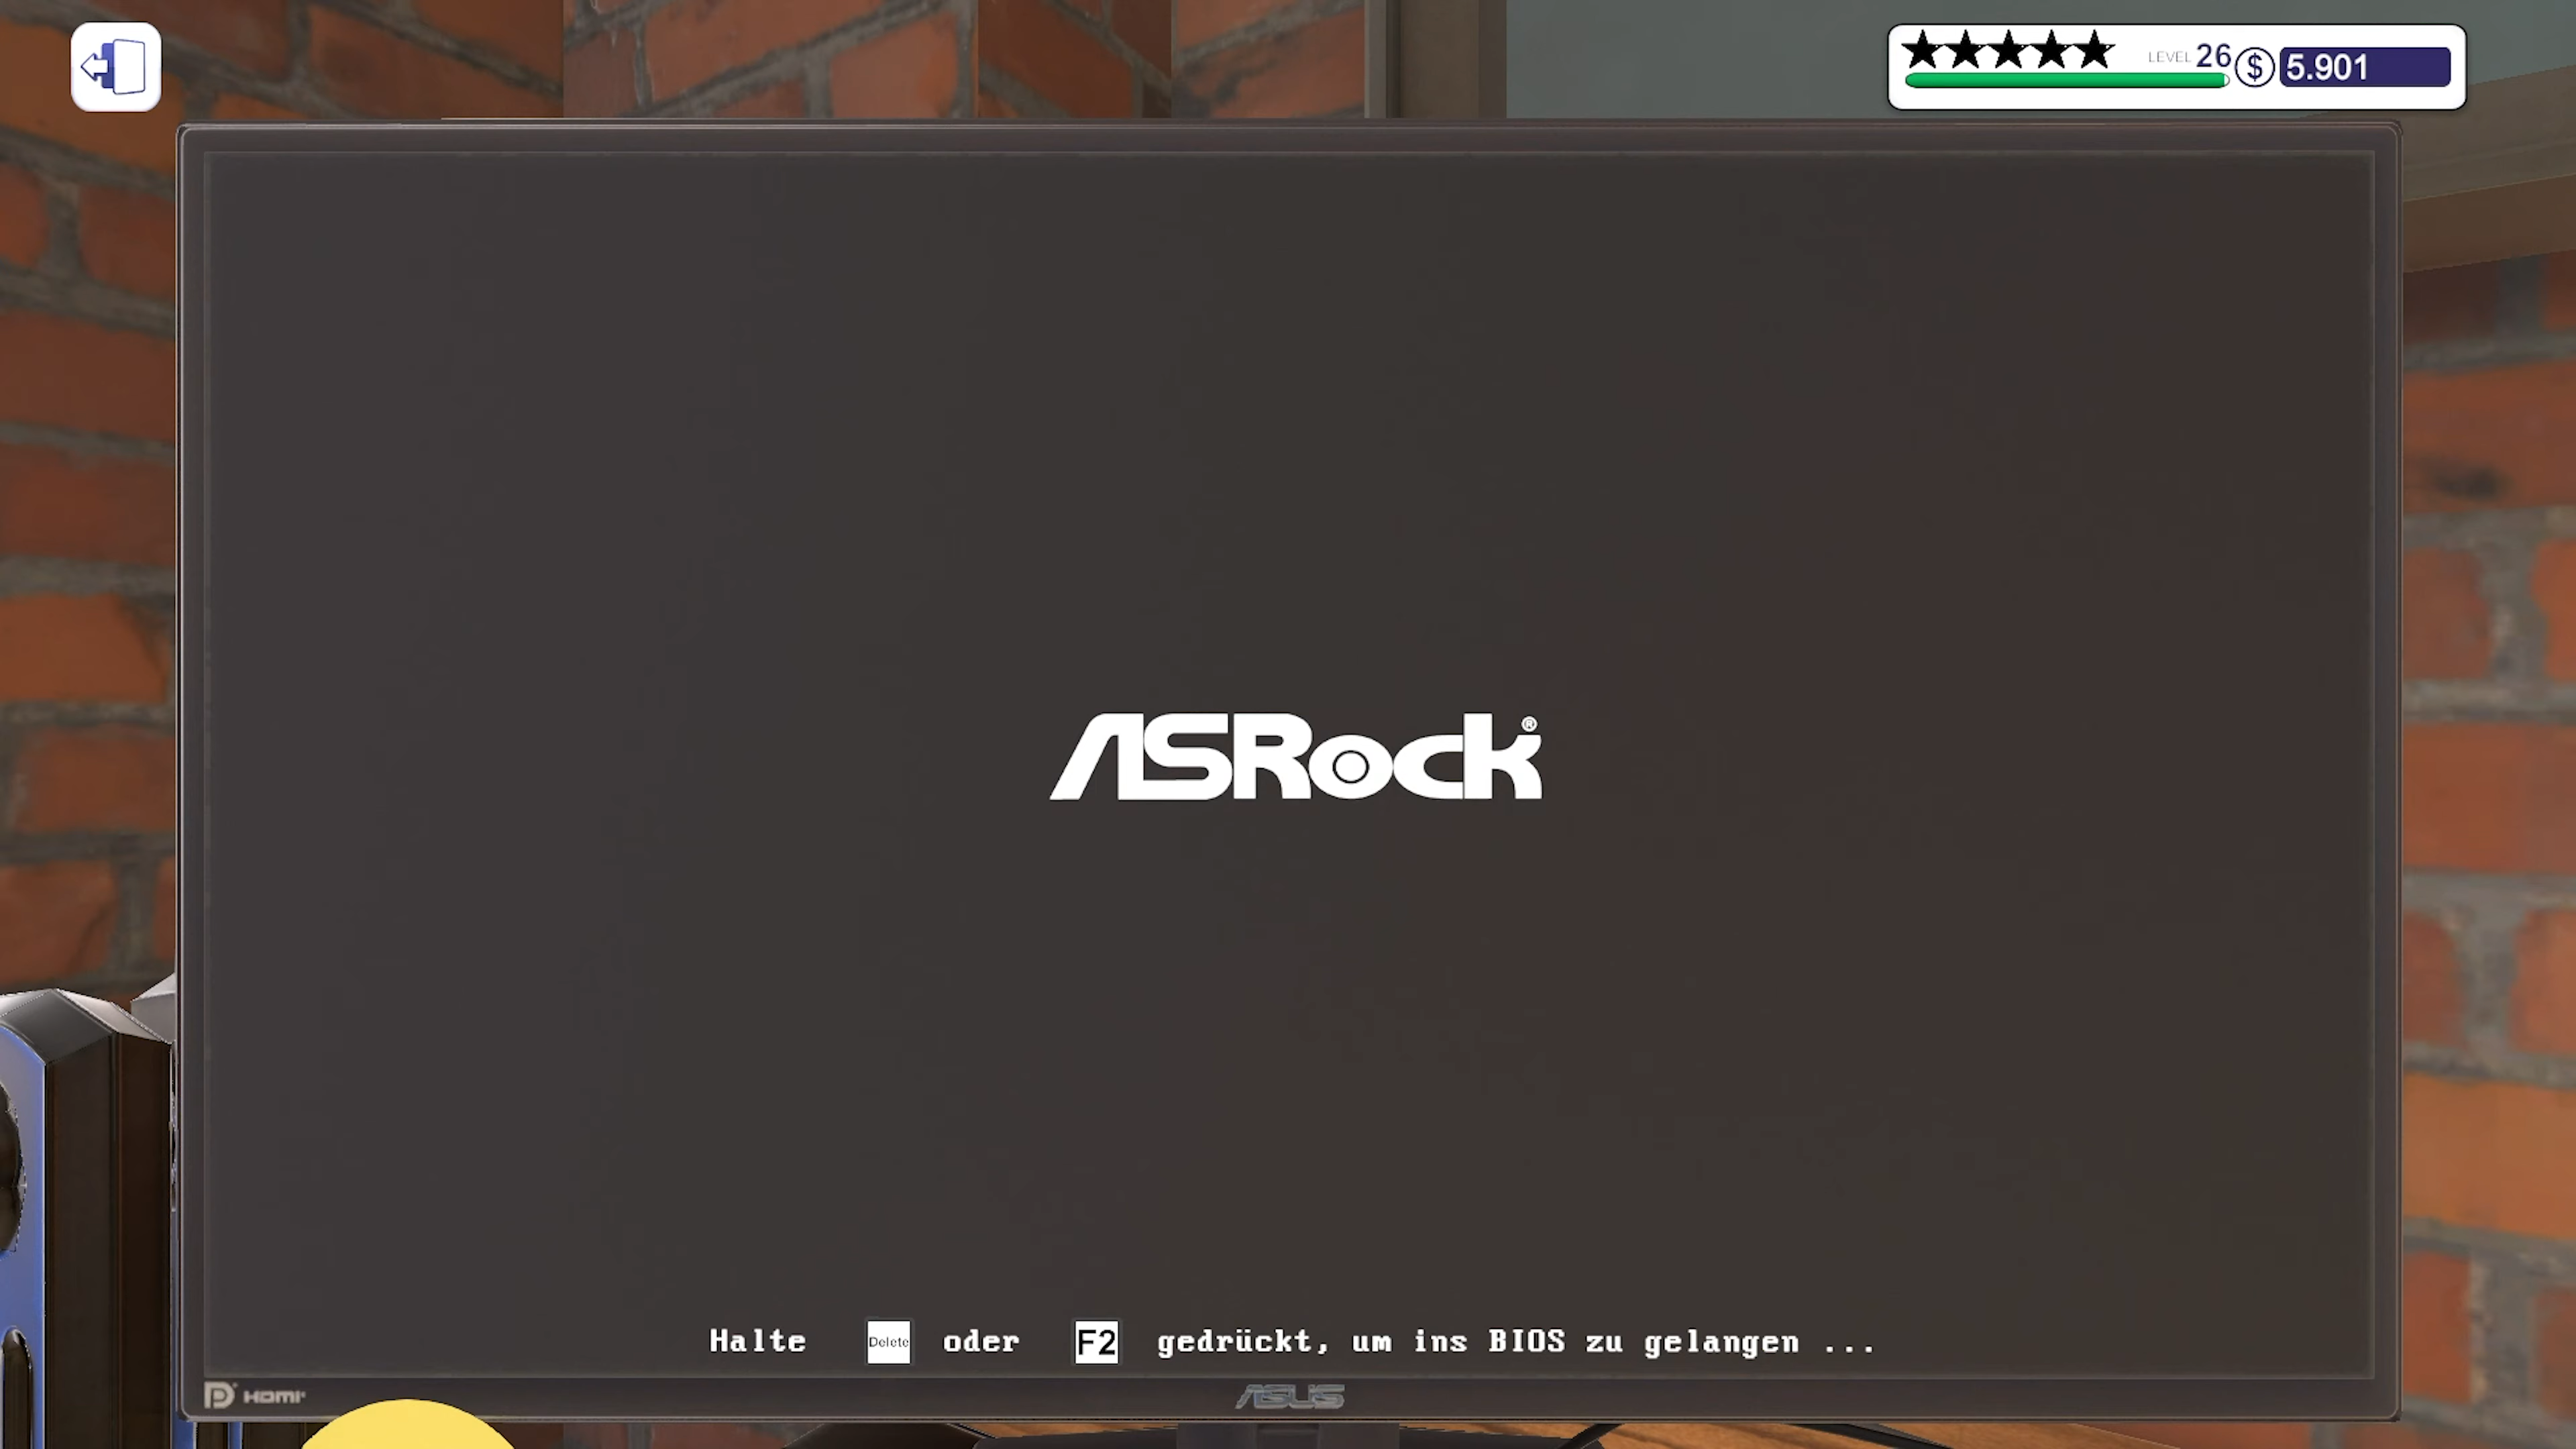 LEVEL 26 $ 5.901
ASRock®
Halte Delete oder F2 gedrückt, um ins BIOS zu gelangen ...
HDMI
ASUS